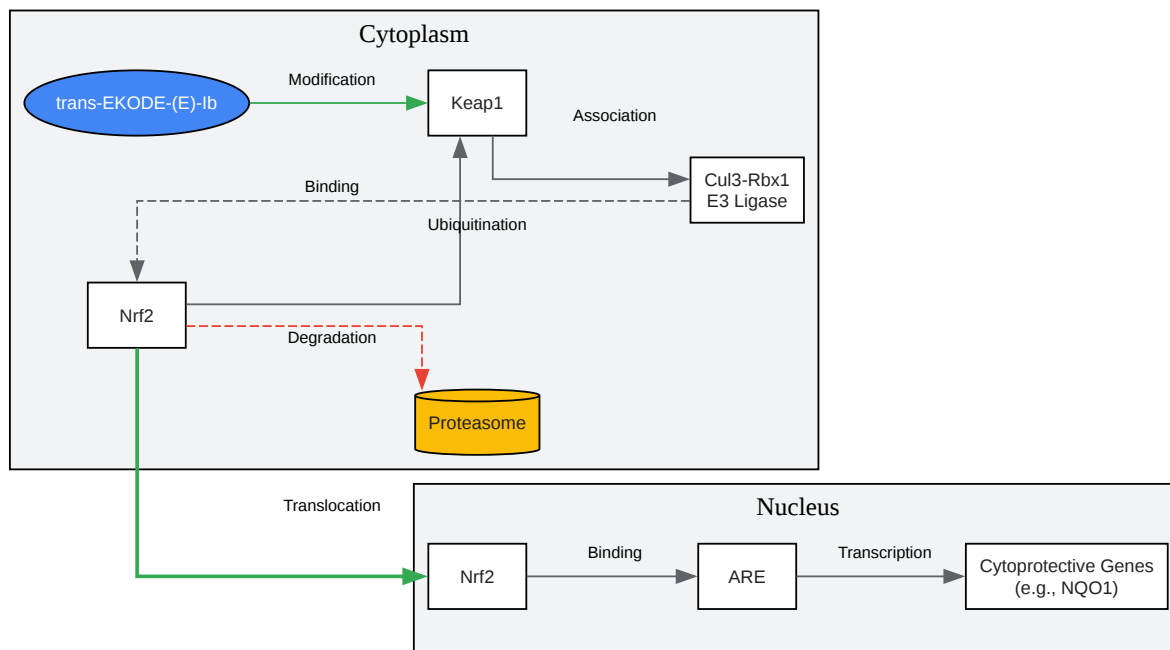 Cytoplasm
Modification
trans-EKODE-(E)-Ib
Keap1
Association
Cul3-Rbx1
E3 Ligase
Binding
Ubiquitination
Nrf2
Degradation
Proteasome
Translocation
Nucleus
Nrf2
Binding
ARE
Transcription
Cytoprotective Genes
(e.g., NQO1)